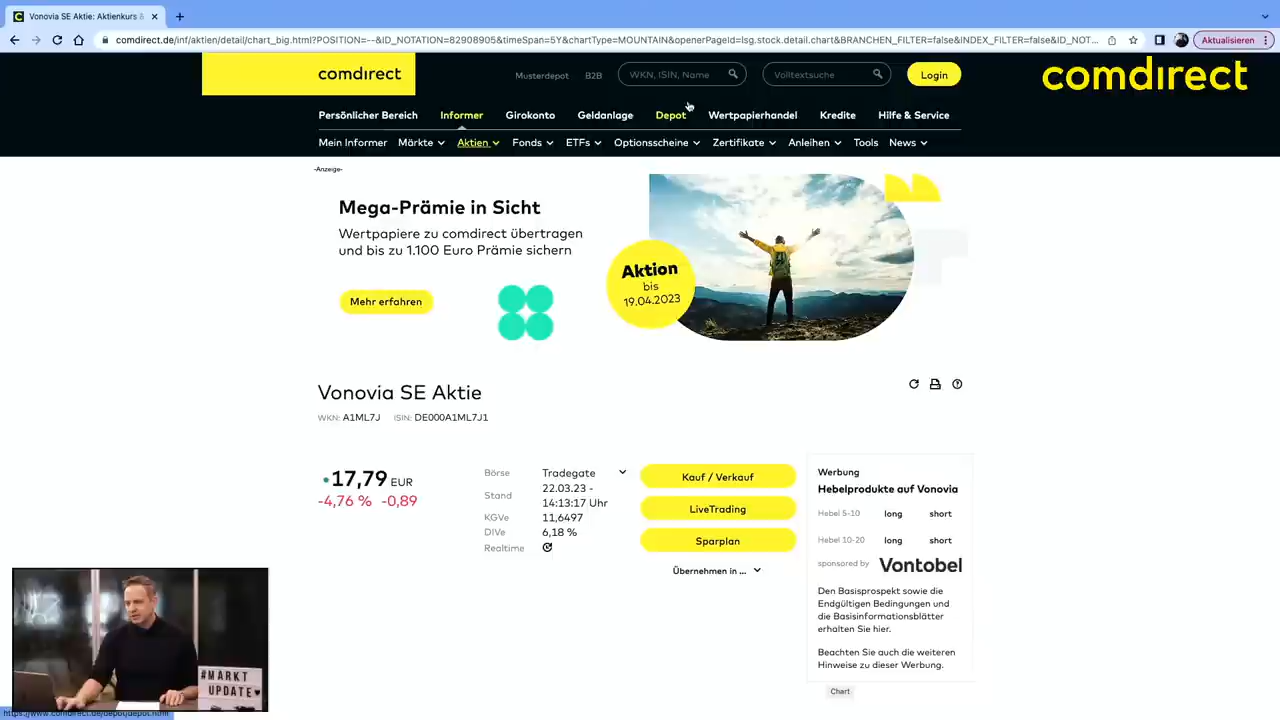 Vonovia SE Aktie: Aktienkurs &
comdirect.de/inf/aktien/detail/chart_big.html?POSITION=--&ID_NOTATION=82908905&timeSpan=5Y&chartType=MOUNTAIN&openerPageId=lsg.stock.detail.chart&BRANCHEN_FILTER=false&INDEX_FILTER=false&ID_NOT...
Aktualisieren
comdirect
Musterdepot B2B WKN, ISIN, Name Volltextsuche Login
comdirect
Persönlicher Bereich Informer Girokonto Geldanlage Depot Wertpapierhandel Kredite Hilfe & Service
Mein Informer Märkte Aktien Fonds ETFs Optionsscheine Zertifikate Anleihen Tools News
-Anzeige-
Mega-Prämie in Sicht
Wertpapiere zu comdirect übertragen
und bis zu 1.100 Euro Prämie sichern
Mehr erfahren
Aktion
bis
19.04.2023
Vonovia SE Aktie
WKN: A1ML7J ISIN: DE000A1ML7J1
17,79 EUR
-4,76 % -0,89
Börse Tradegate
Stand 22.03.23 -
14:13:17 Uhr
KGVe 11,6497
DIVe 6,18 %
Realtime
Kauf / Verkauf
LiveTrading
Sparplan
Übernehmen in ...
Werbung
Hebelprodukte auf Vonovia
Hebel 5-10 long short
Hebel 10-20 long short
sponsored by Vontobel
Den Basisprospekt sowie die
Endgültigen Bedingungen und
die Basisinformationsblätter
erhalten Sie hier.
Beachten Sie auch die weiteren
Hinweise zu dieser Werbung.
Chart
#MARKT
UPDATE♥
https://www.comdirect.de/depot/depot.html